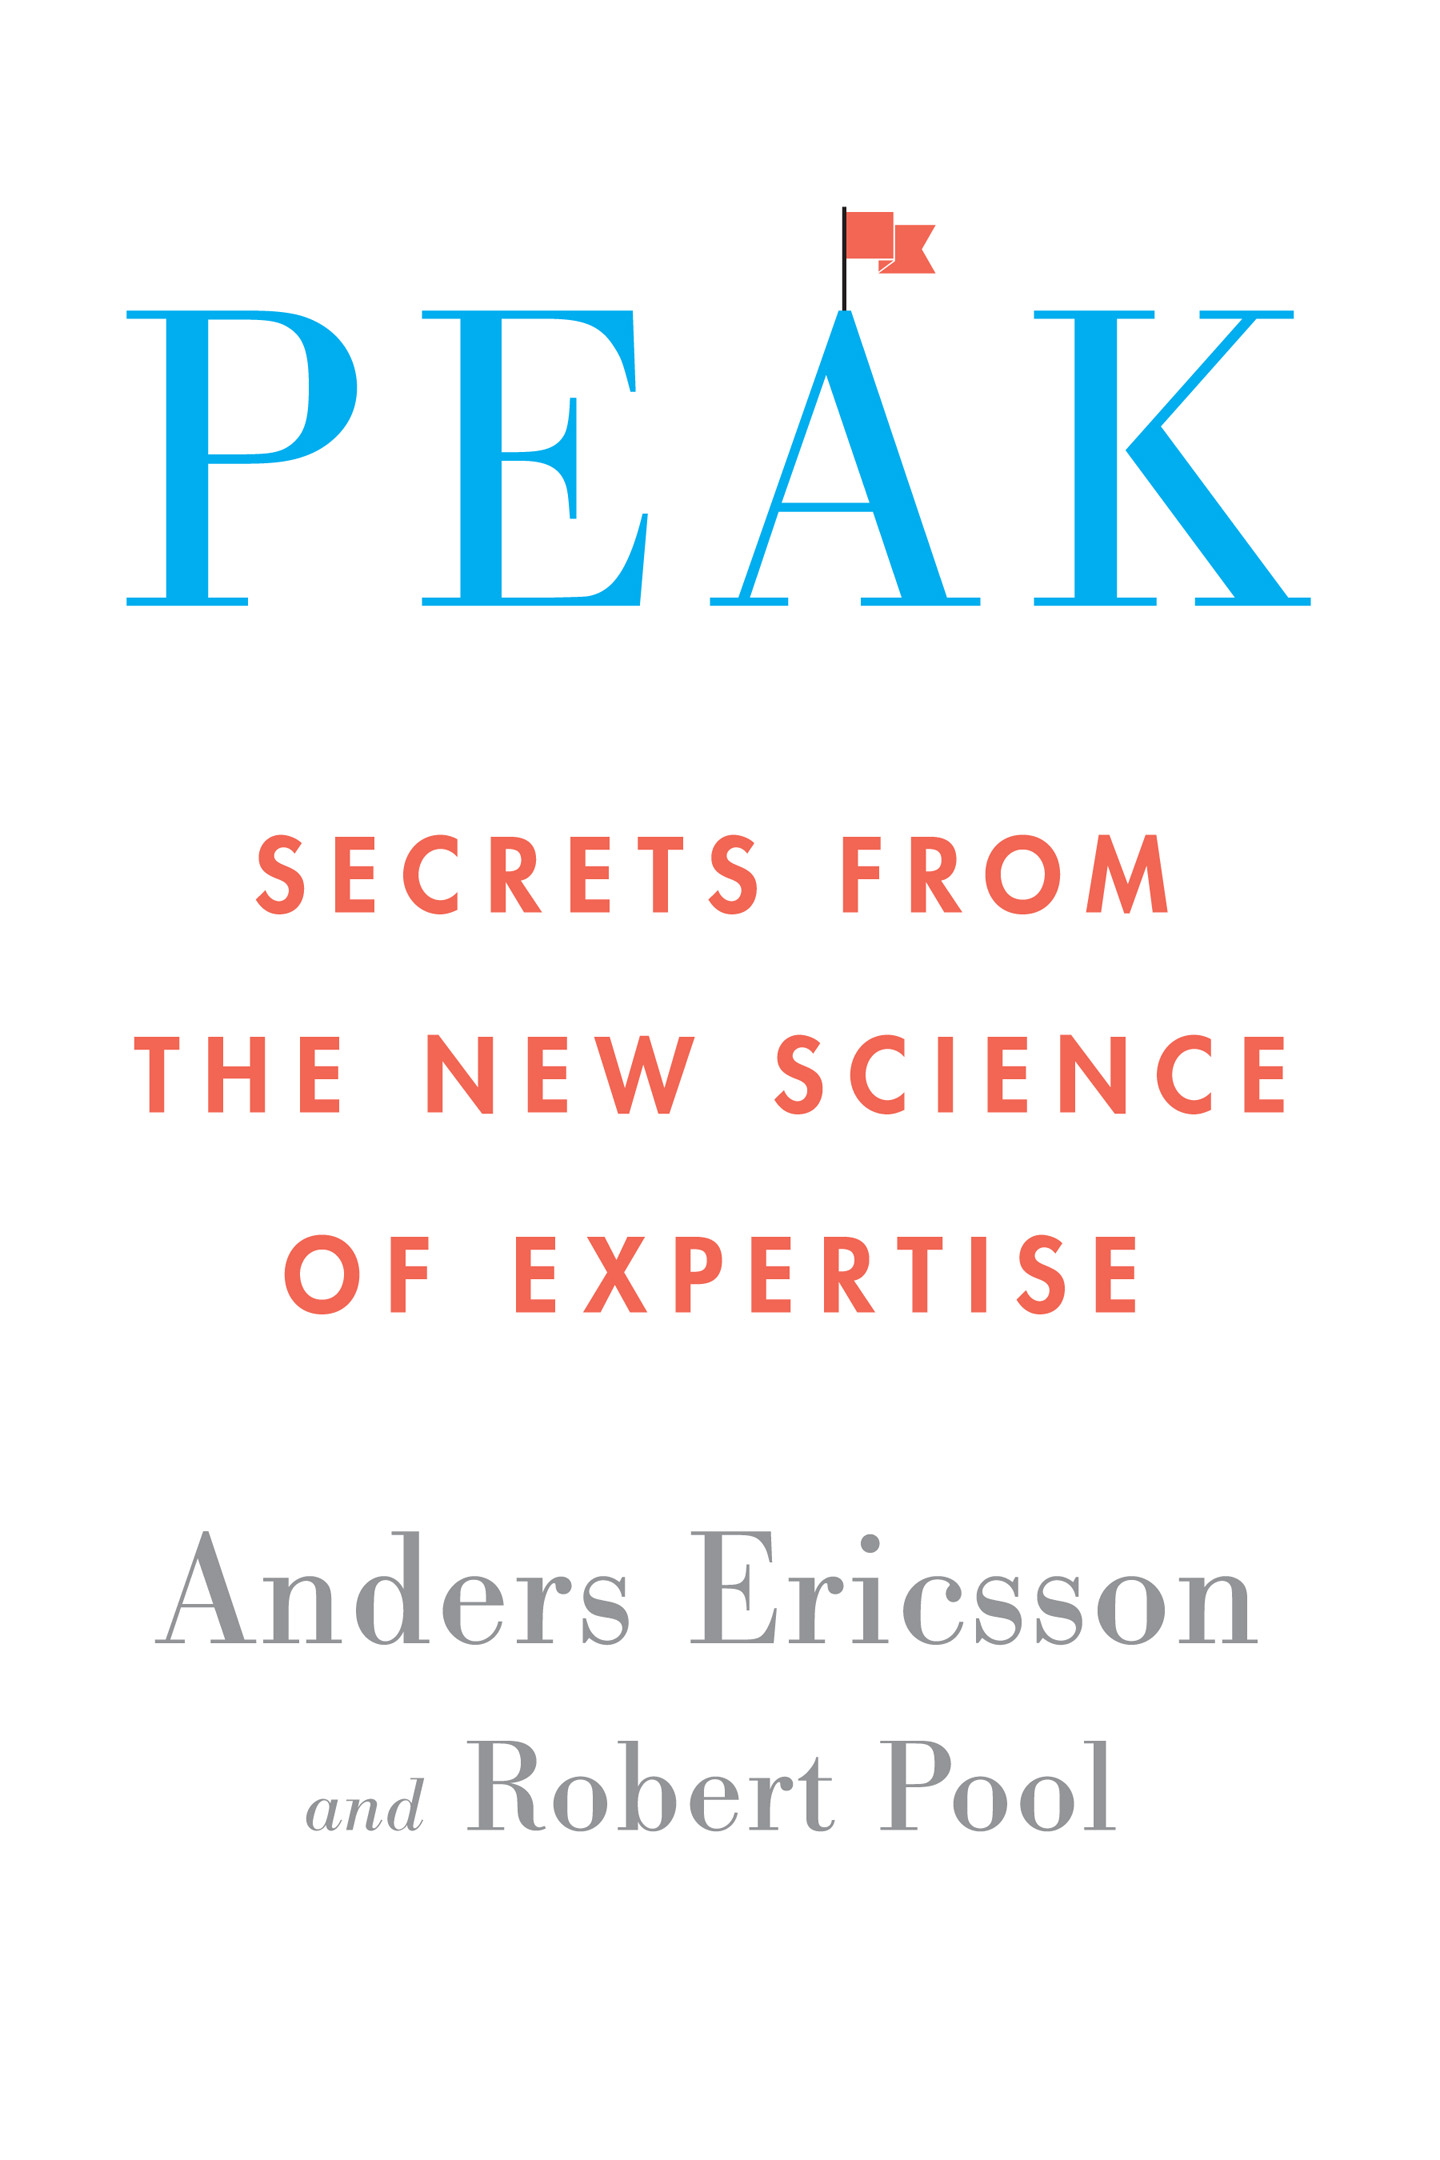 PEAK
SECRETS FROM
THE NEW SCIENCE
OF EXPERTISE
Anders Ericsson
and Robert Pool